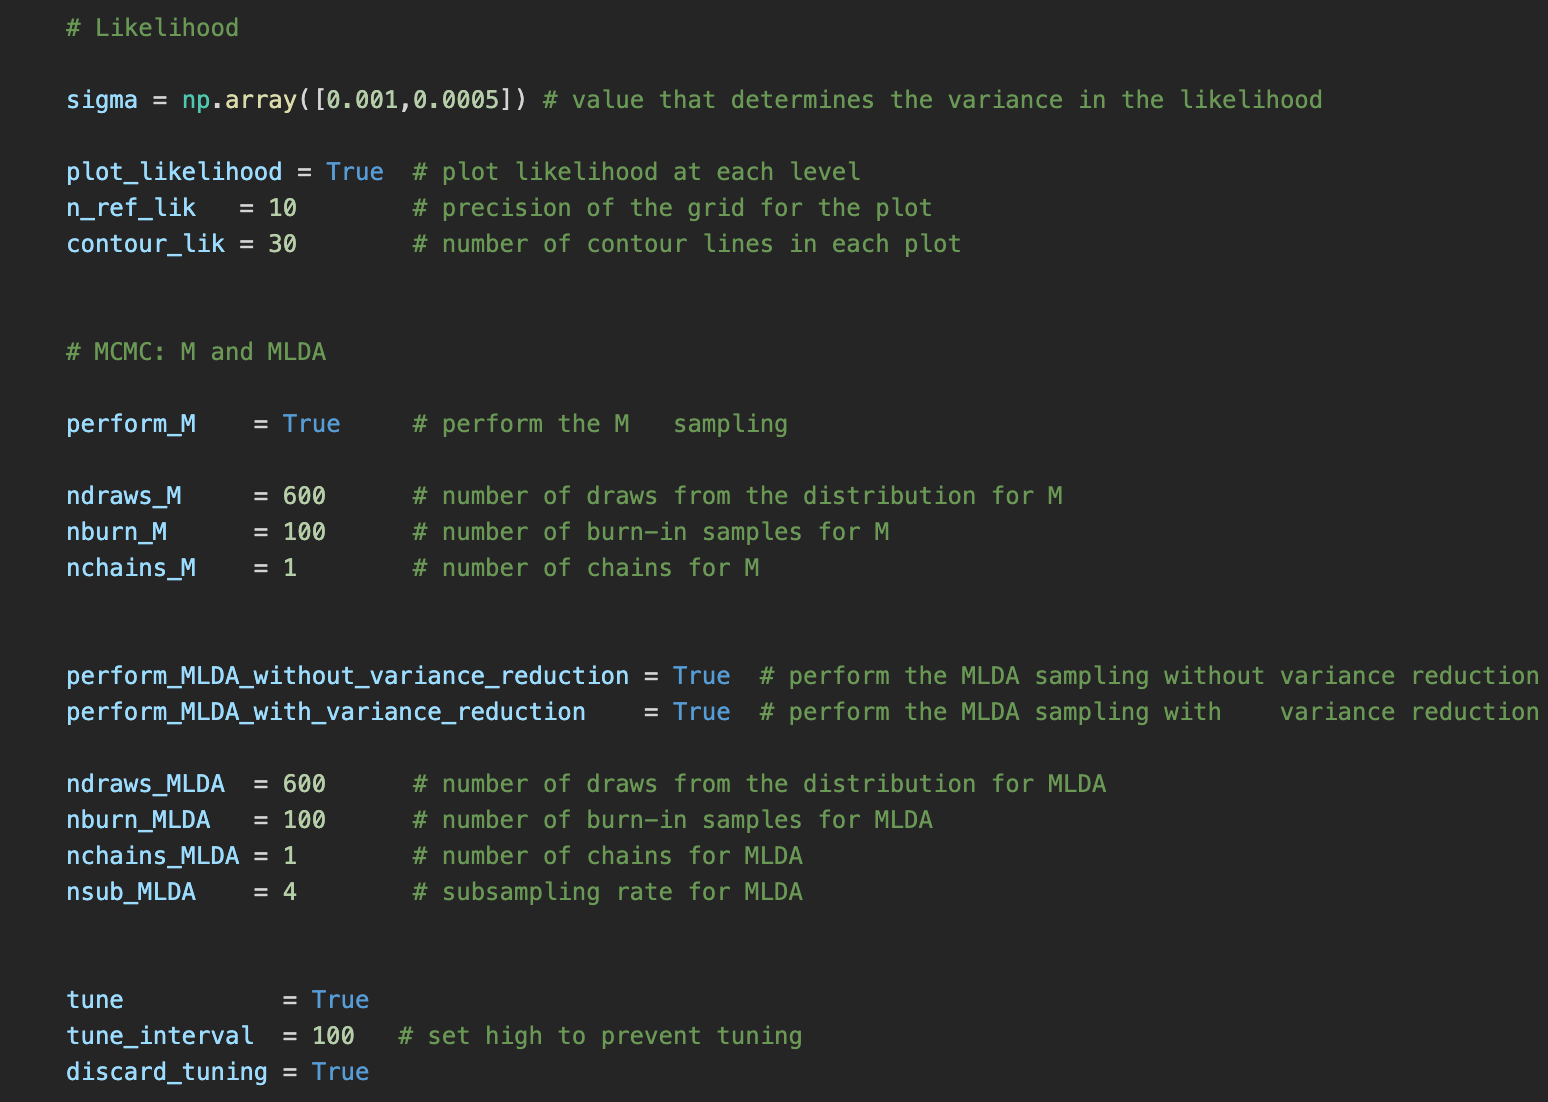 # Likelihood
sigma = np.array([0.001,0.0005]) # value that determines the variance in the likelihood
plot_likelihood = True  # plot likelihood at each level
n_ref_lik   = 10        # precision of the grid for the plot
contour_lik = 30        # number of contour lines in each plot
# MCMC: M and MLDA
perform_M    = True     # perform the M   sampling
ndraws_M     = 600      # number of draws from the distribution for M
nburn_M      = 100      # number of burn-in samples for M
nchains_M    = 1        # number of chains for M
perform_MLDA_without_variance_reduction = True  # perform the MLDA sampling without variance reduction
perform_MLDA_with_variance_reduction    = True  # perform the MLDA sampling with    variance reduction
ndraws_MLDA  = 600      # number of draws from the distribution for MLDA
nburn_MLDA   = 100      # number of burn-in samples for MLDA
nchains_MLDA = 1        # number of chains for MLDA
nsub_MLDA    = 4        # subsampling rate for MLDA
tune           = True
tune_interval  = 100   # set high to prevent tuning
discard_tuning = True